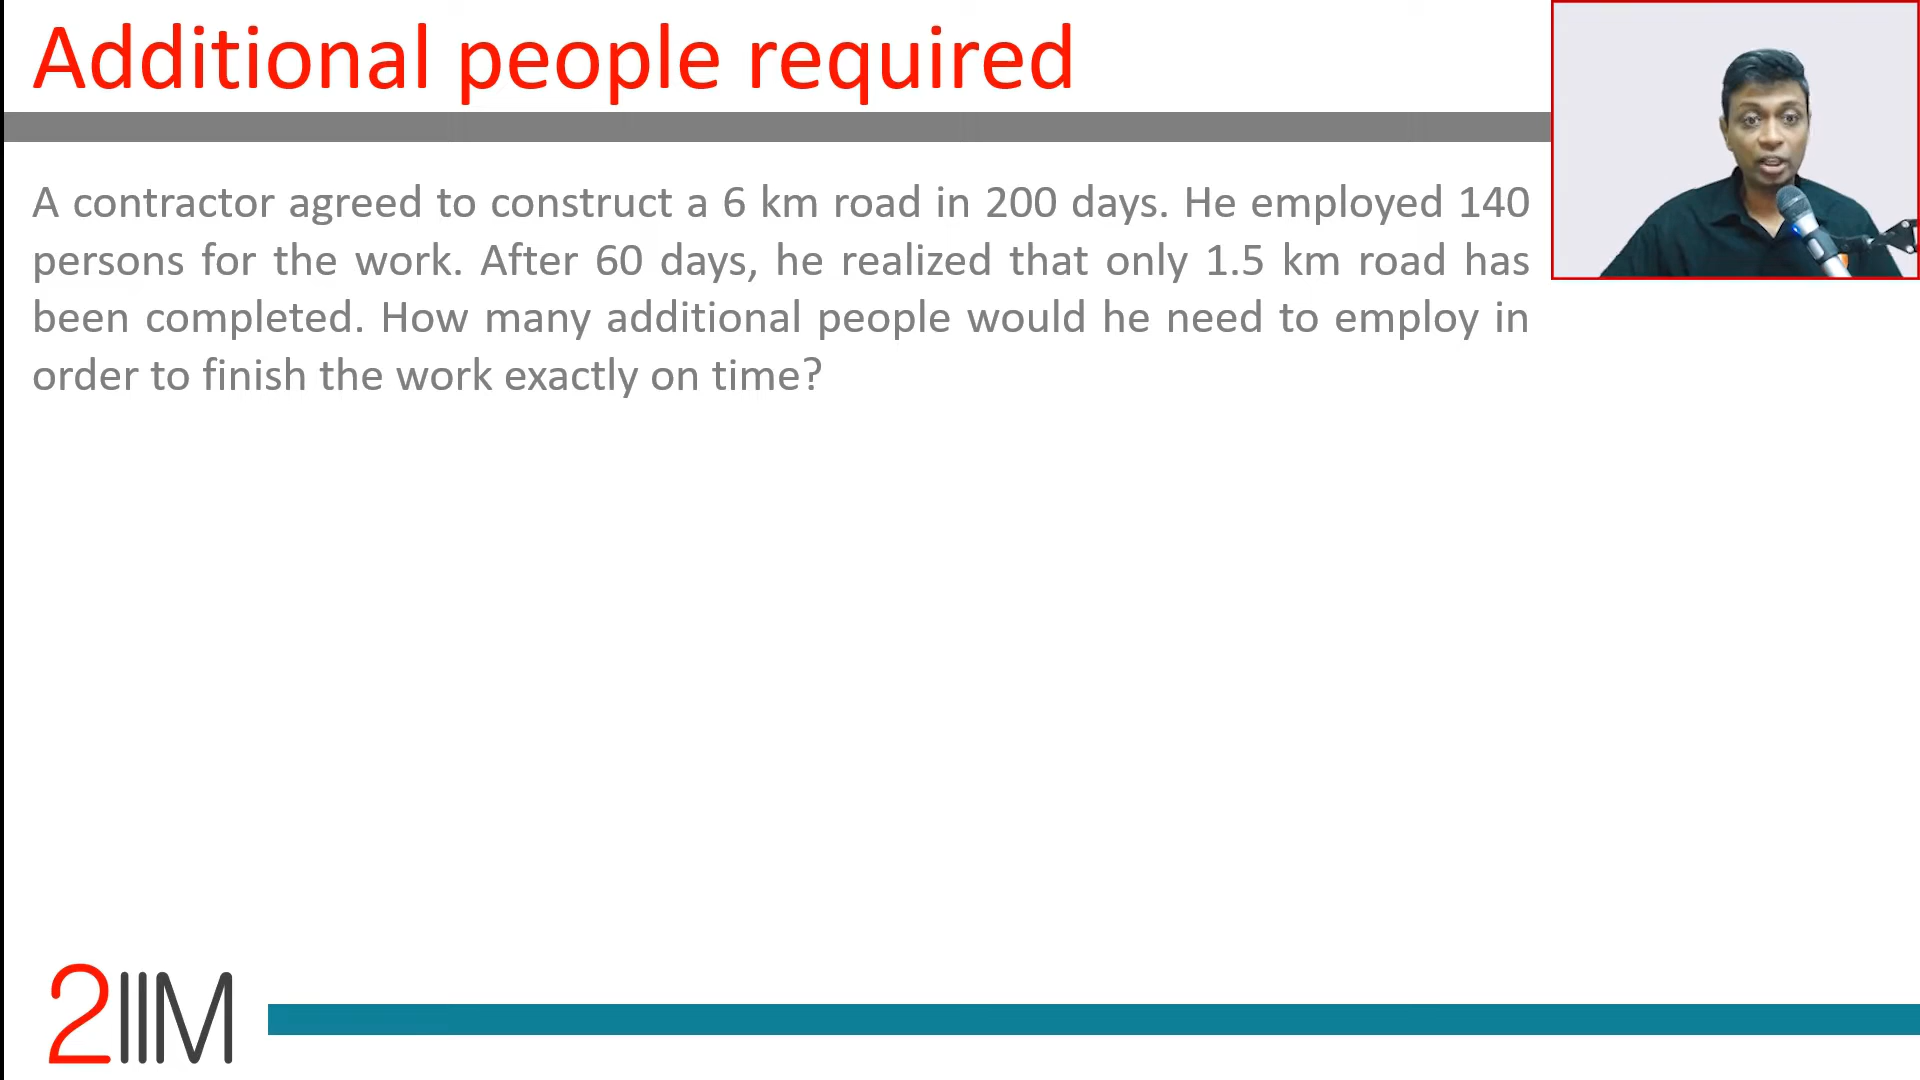 Additional people required
A contractor agreed to construct a 6 km road in 200 days. He employed 140
persons for the work. After 60 days, he realized that only 1.5 km road has
been completed. How many additional people would he need to employ in
order to finish the work exactly on time?
2IIM